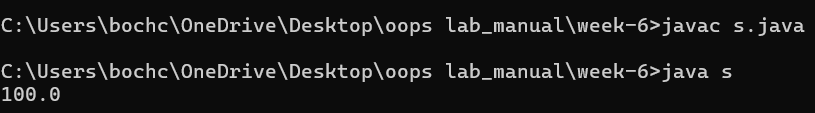 C:\Users\bochc\OneDrive\Desktop\oops lab_manual\week-6>javac s.java
C:\Users\bochc\OneDrive\Desktop\oops lab_manual\week-6>java s
100.0